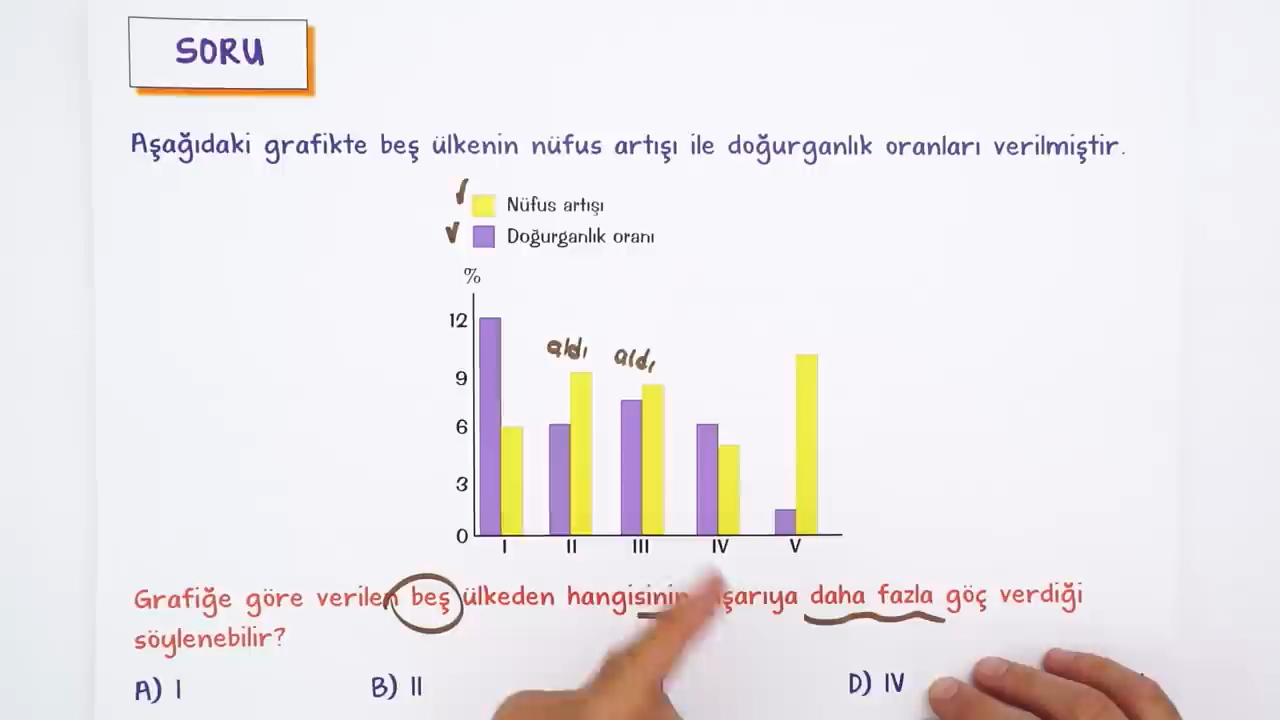 SORU
Aşağıdaki grafikte beş ülkenin nüfus artışı ile doğurganlık oranları verilmiştir.
Nüfus artışı
Doğurganlık oranı
%
12
9
6
3
0
aldı aldı
I II III IV V
Grafiğe göre verilen beş ülkeden hangisinin daha fazla göç verdiği
söylenebilir?
A) I B) II D) IV